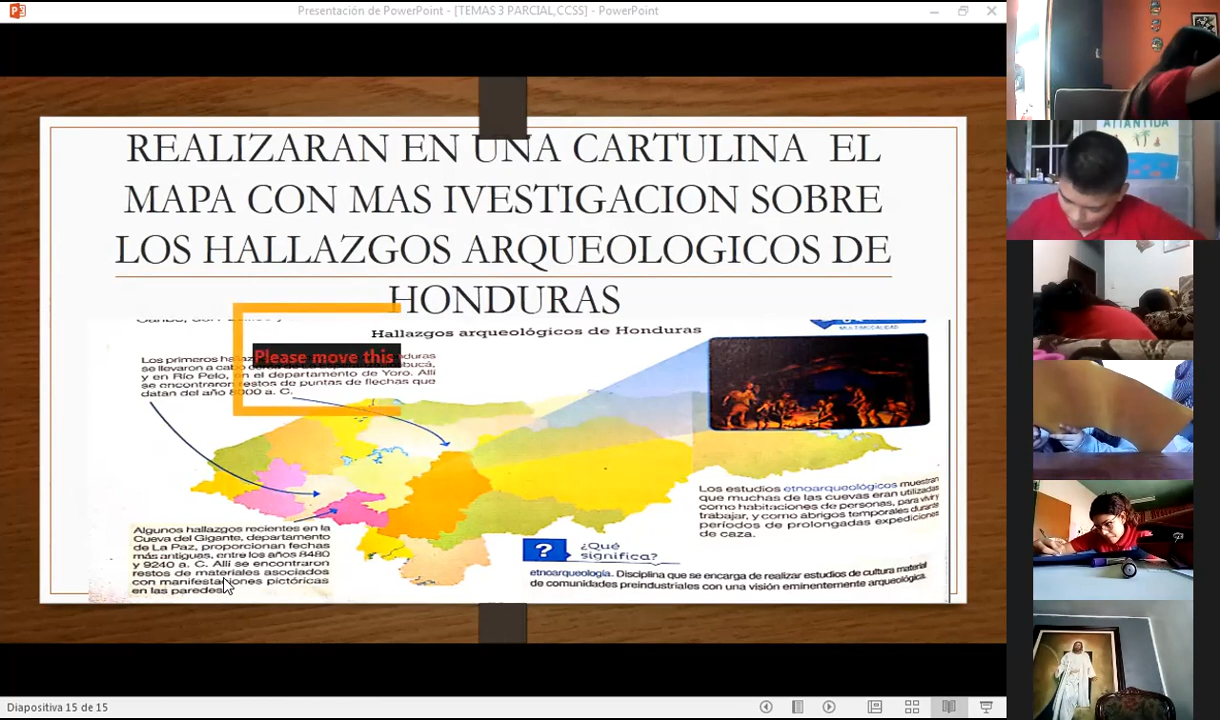 Presentación de PowerPoint - [TEMAS 3 PARCIAL,CCSS] - PowerPoint
ATLANTIDA
REALIZARAN EN UNA CARTULINA EL
MAPA CON MAS IVESTIGACION SOBRE
LOS HALLAZGOS ARQUEOLOGICOS DE
HONDURAS
Hallazgos arqueológicos de Honduras
MULTIMODALIDAD
Please move this
Los primeros
se llevaron a cabo
y en Río Pelo, en el departamento de Yoro. Allí
se encontraron restos de puntas de flechas que
datan del año 8000 a. C.
Algunos hallazgos recientes en la
Cueva del Gigante, departamento
de La Paz, proporcionan fechas
más antiguas, entre los años 8480
y 9240 a. C. Allí se encontraron
restos de materiales asociados
con manifestaciones pictóricas
en las paredes.
Los estudios etnoarqueológicos muestran
que muchas de las cuevas eran utilizadas
como habitaciones de personas, para vivir y
trabajar, y como abrigos temporales durante
períodos de prolongadas expediciones
de caza.
?
¿Qué
significa?
etnoarqueología. Disciplina que se encarga de realizar estudios de cultura material
de comunidades preindustriales con una visión eminentemente arqueológica.
Diapositiva 15 de 15